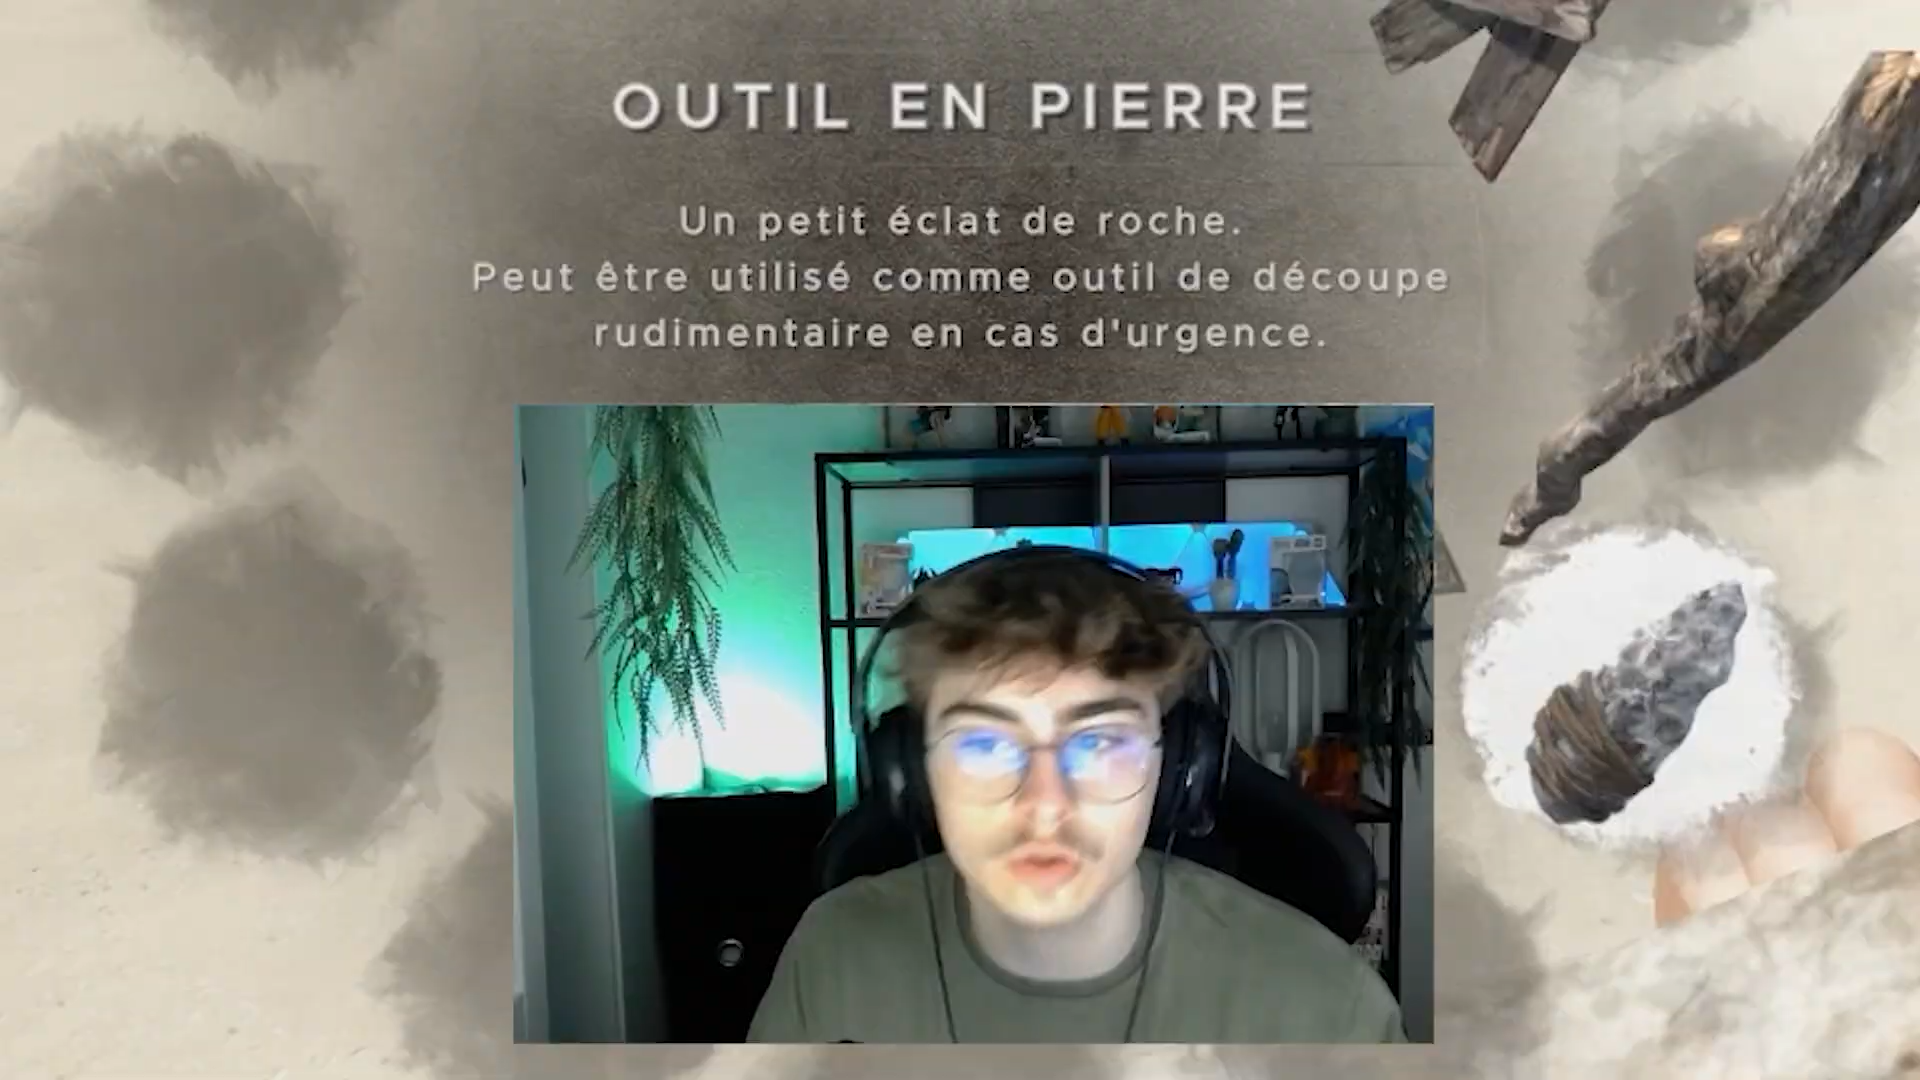 OUTIL EN PIERRE
Un petit éclat de roche.
Peut être utilisé comme outil de découpe
rudimentaire en cas d'urgence.